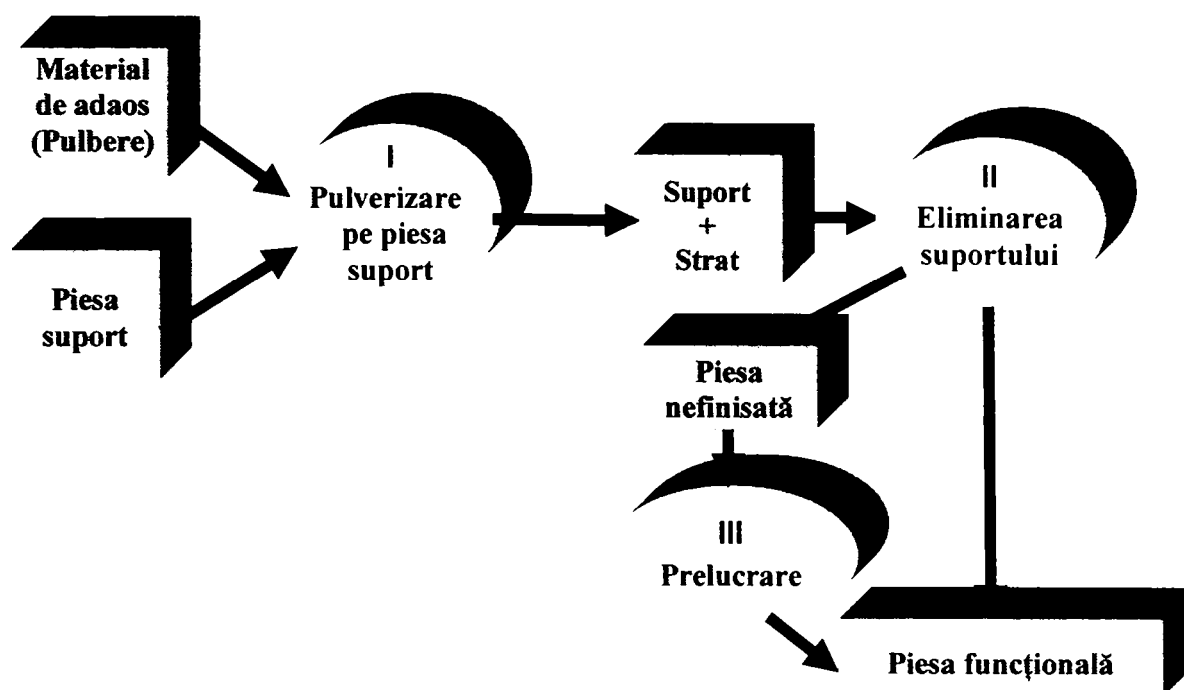 Material
de adaos
(Pulbere)
I
Pulverizare
pe piesa
suport
Piesa
suport
Suport
+
Strat
II
Eliminarea
suportului
Piesa
nefinisată
III
Prelucrare
Piesa funcțională